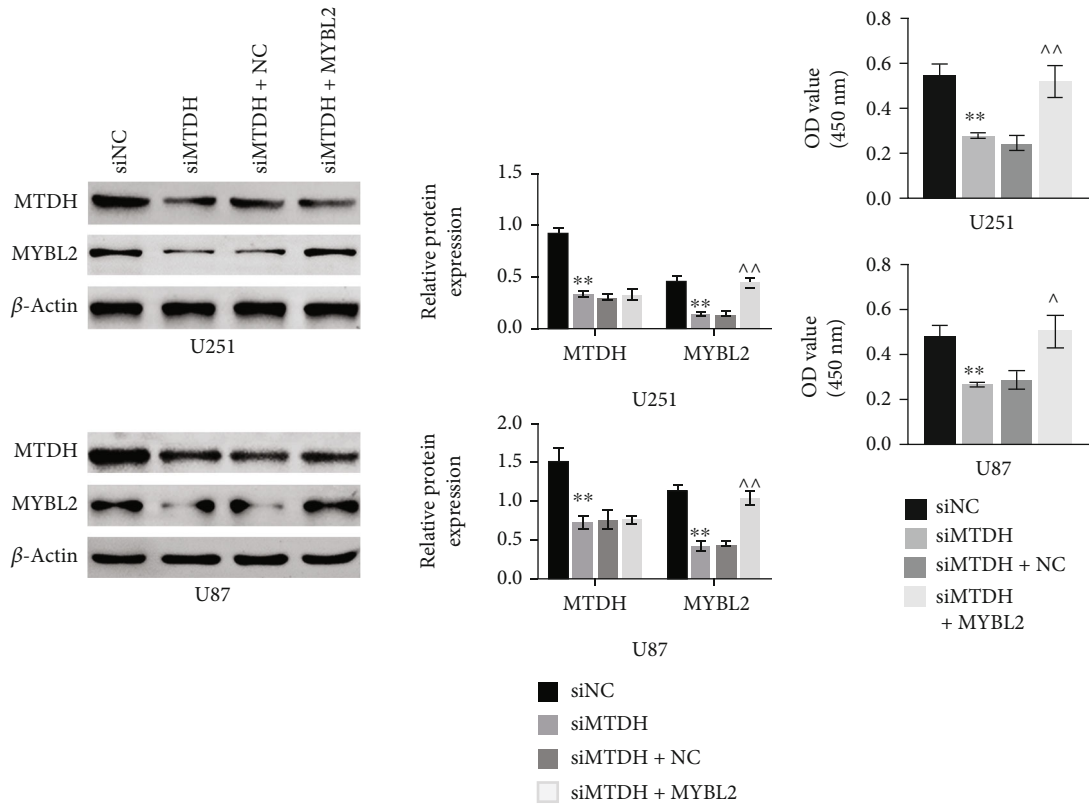 siNC
siMTDH
siMTDH + NC
siMTDH + MYBL2
MTDH
MYBL2
β-Actin
U251
MTDH
MYBL2
β-Actin
U87
Relative protein
expression
1.5
1.0
0.5
0.0
**
**
^^
MTDH MYBL2
U251
Relative protein
expression
2.0
1.5
1.0
0.5
0.0
**
**
^^
MTDH MYBL2
U87
siNC
siMTDH
siMTDH + NC
siMTDH + MYBL2
OD value
(450 nm)
0.8
0.6
0.4
0.2
0.0
**
^^
U251
OD value
(450 nm)
0.8
0.6
0.4
0.2
0.0
**
^
U87
siNC
siMTDH
siMTDH + NC
siMTDH
+ MYBL2